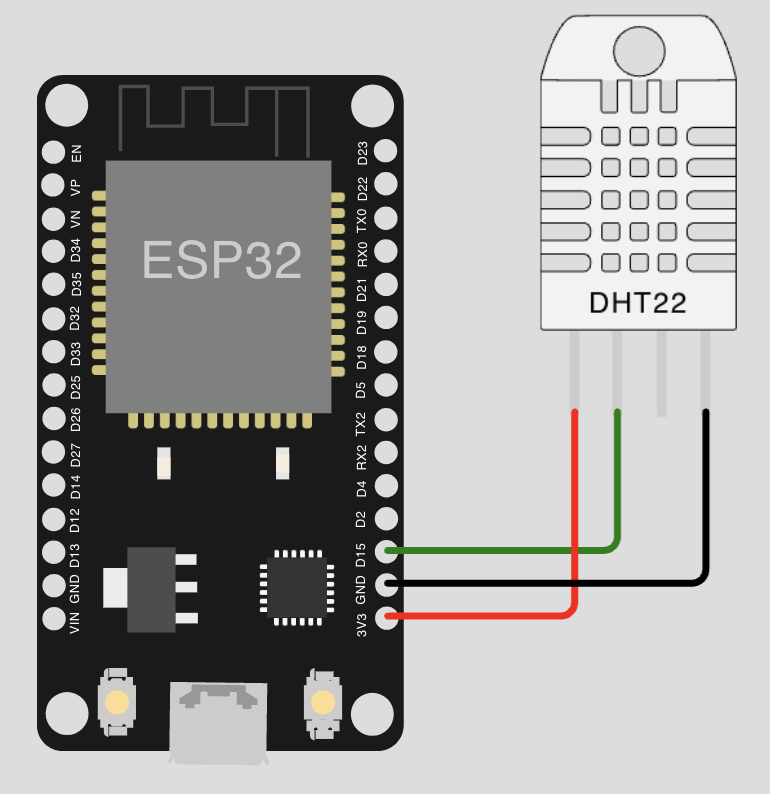 ESP32
EN
VP
VN
D34
D35
D32
D33
D25
D26
D27
D14
D12
D13
GND
VIN
D23
D22
TX0
RX0
D21
D19
D18
D5
TX2
RX2
D4
D2
D15
GND
3V3
DHT22